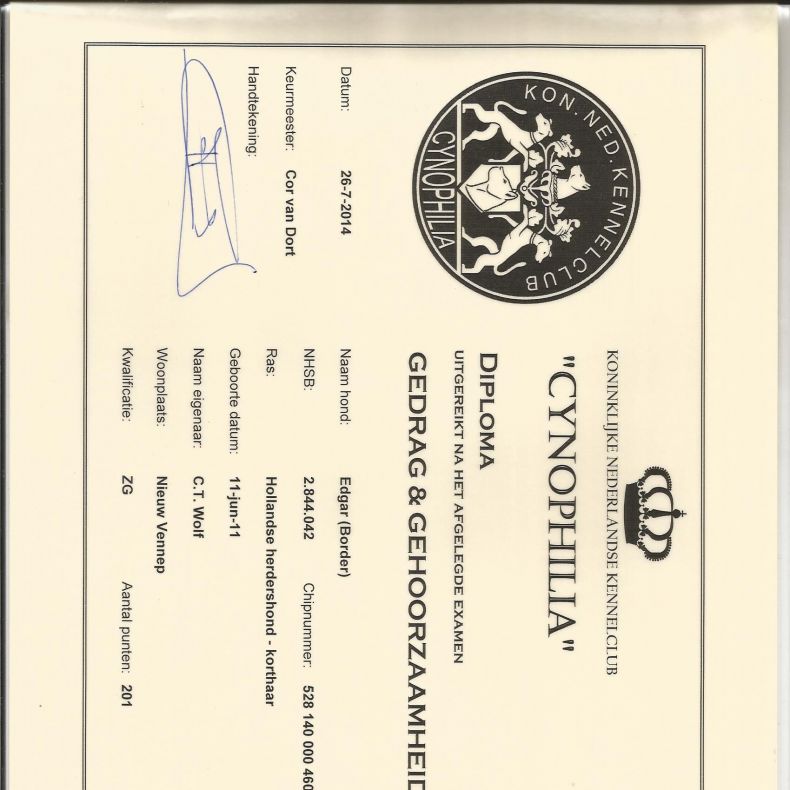 KONINKLIJKE NEDERLANDSE KENNELCLUB
"CYNOPHILIA"
KON. NED. KENNELCLUB
CYNOPHILIA
DIPLOMA
UITGEREIKT NA HET AFGELEGDE EXAMEN
GEDRAG & GEHOORZAAMHEID
Datum: 26-7-2014
Keurmeester: Cor van Dort
Handtekening:
Naam hond: Edgar (Border)
NHSB: 2.844.042 Chipnummer: 528 140 000 460
Ras: Hollandse herdershond - korthaar
Geboorte datum: 11-jun-11
Naam eigenaar: C.T. Wolf
Woonplaats: Nieuw Vennep
Kwalificatie: ZG Aantal punten: 201